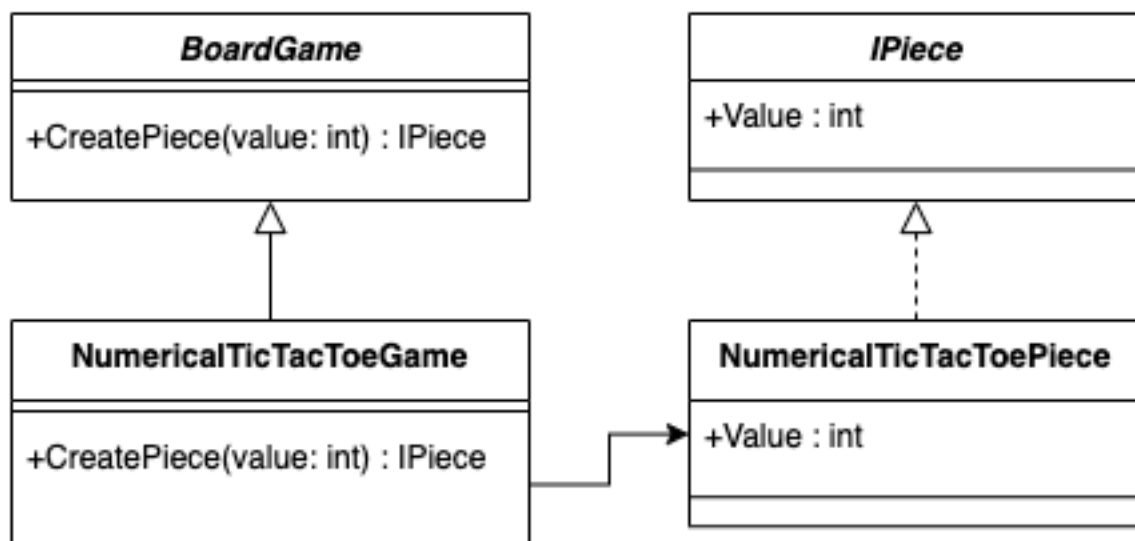 BoardGame
+CreatePiece(value: int) : IPiece
IPiece
+Value : int
NumericalTicTacToeGame
+CreatePiece(value: int) : IPiece
NumericalTicTacToePiece
+Value : int